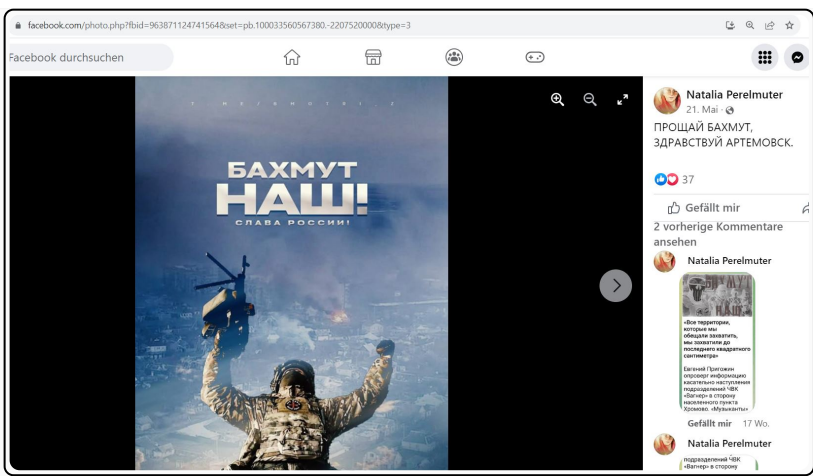 facebook.com/photo.php?fbid=963871124741564&set=pb.100033560567380.-2207520000&type=3
Facebook durchsuchen
БАХМУТ
НАШ!
СЛАВА РОССИИ!
Natalia Perelmuter
21. Mai ·
ПРОЩАЙ БАХМУТ,
ЗДРАВСТВУЙ АРТЕМОВСК.
37
Gefällt mir
2 vorherige Kommentare
ansehen
Natalia Perelmuter
БАХМУТ
НАШ
«Все территории,
которые мы
обещали захватить,
мы захватили до
последнего квадратного
сантиметра»
Евгений Пригожин
опроверг информацию
касательно наступления
подразделений ЧВК
«Вагнер» в сторону
населенного пункта
Хромово. «Музыканты»
Gefällt mir 17 Wo.
Natalia Perelmuter
подразделений ЧВК
«Вагнер» в сторону